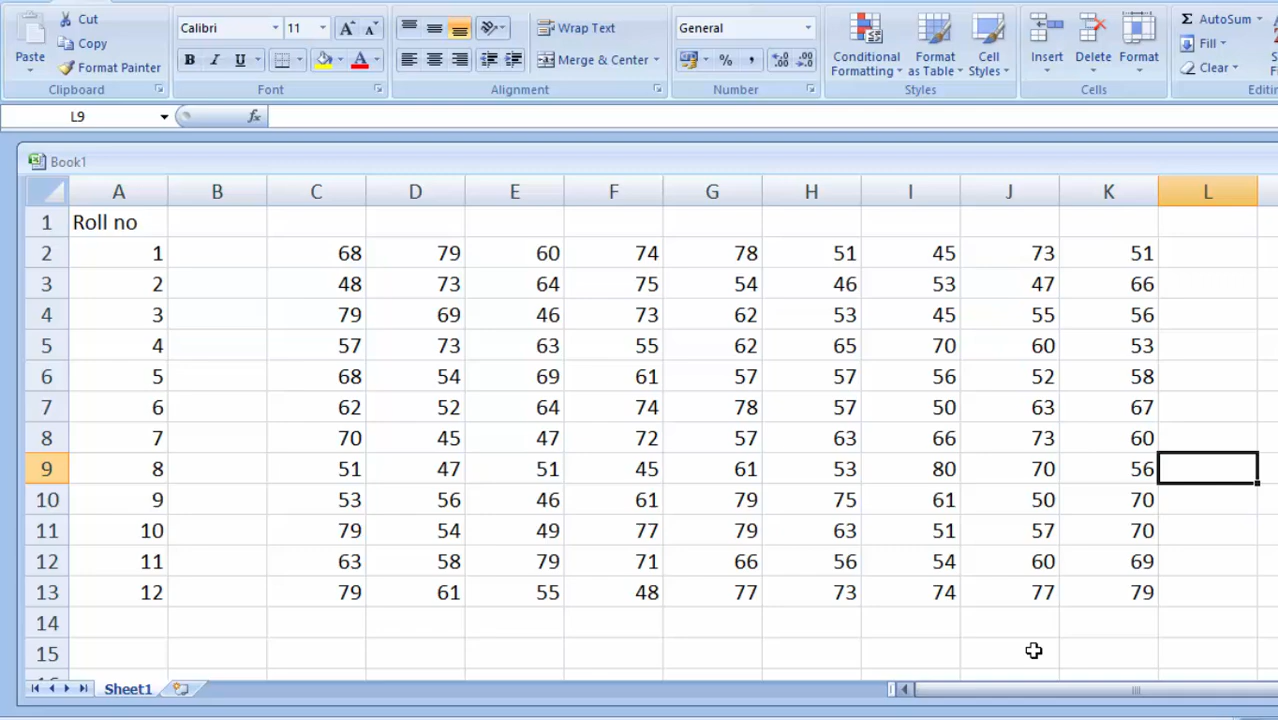 Cut
Calibri 11
General
AutoSum
Copy
Wrap Text
Fill
Paste
Format Painter
B I U A
Merge & Center
% ,
Conditional Formatting
Format as Table
Cell Styles
Insert
Delete
Format
Clear
Clipboard
Font
Alignment
Number
Styles
Cells
Editin
L9
fx
Book1
A B C D E F G H I J K L
1 Roll no
2 1 68 79 60 74 78 51 45 73 51
3 2 48 73 64 75 54 46 53 47 66
4 3 79 69 46 73 62 53 45 55 56
5 4 57 73 63 55 62 65 70 60 53
6 5 68 54 69 61 57 57 56 52 58
7 6 62 52 64 74 78 57 50 63 67
8 7 70 45 47 72 57 63 66 73 60
9 8 51 47 51 45 61 53 80 70 56
10 9 53 56 46 61 79 75 61 50 70
11 10 79 54 49 77 79 63 51 57 70
12 11 63 58 79 71 66 56 54 60 69
13 12 79 61 55 48 77 73 74 77 79
14
15
Sheet1